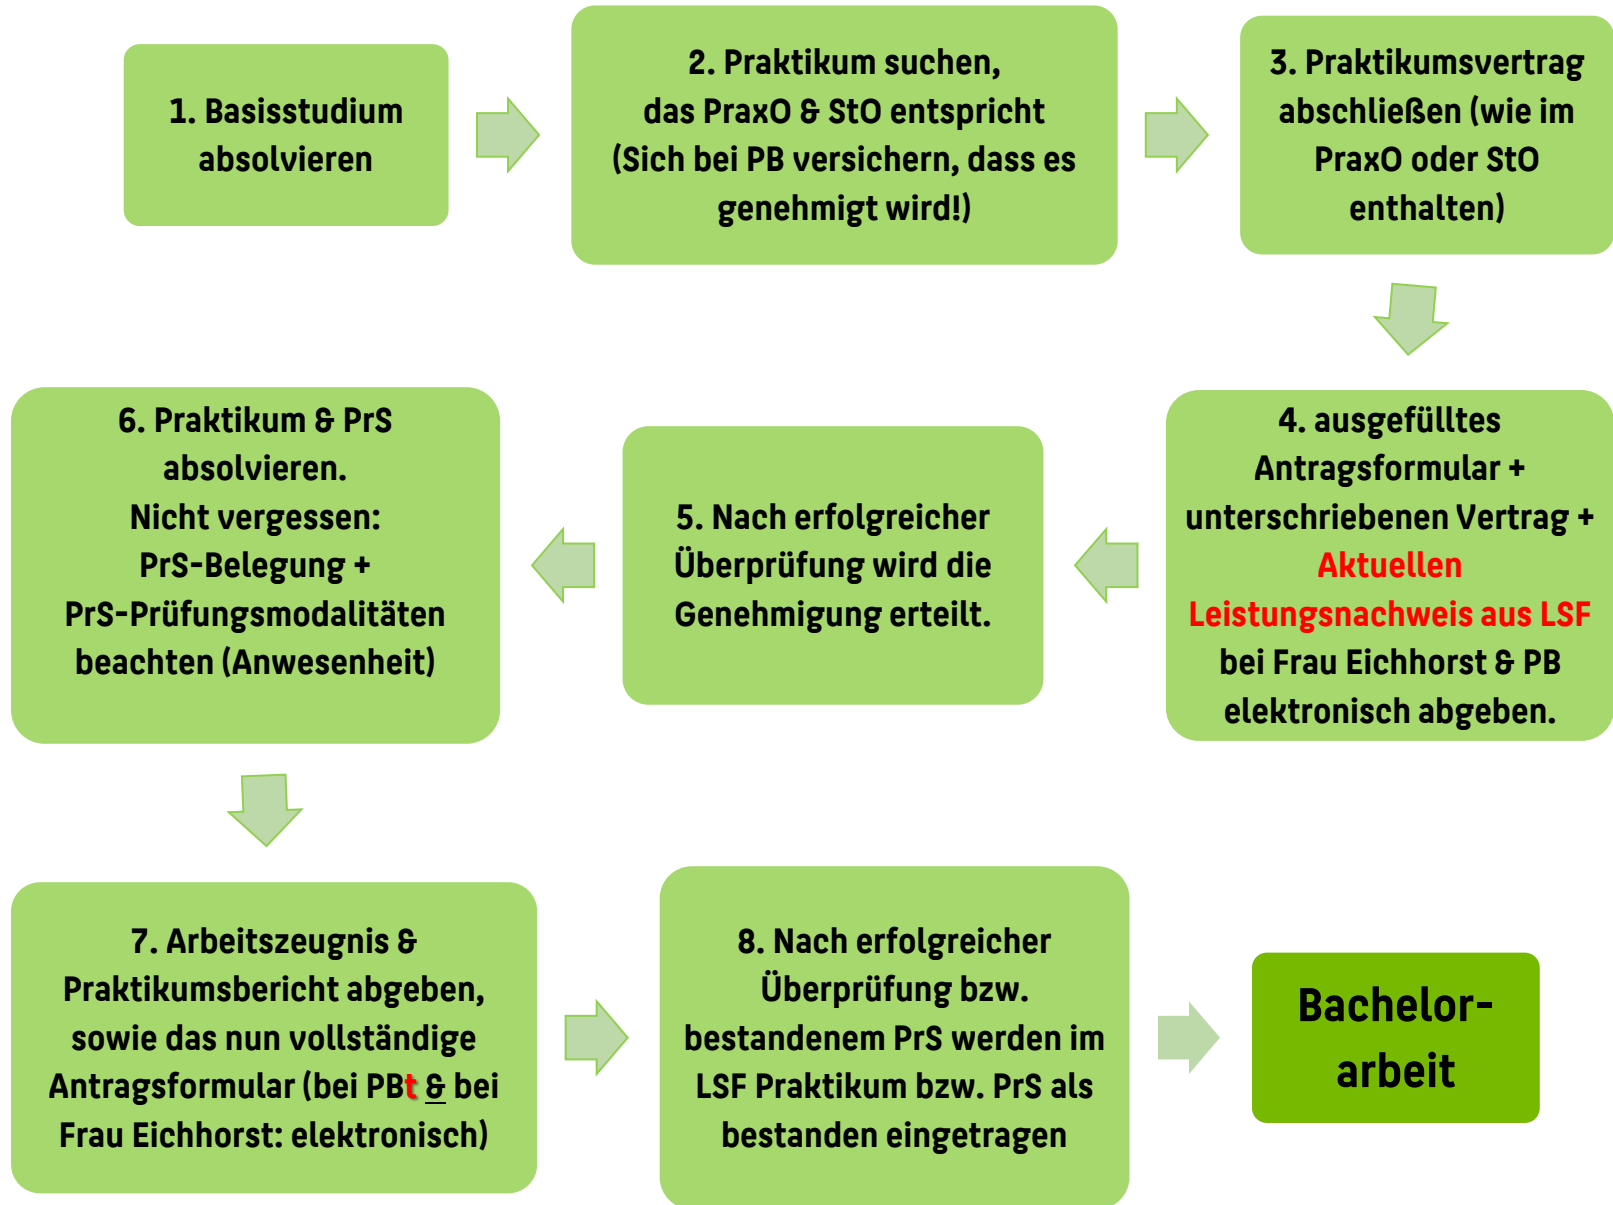 1. Basisstudium
absolvieren
2. Praktikum suchen,
das PraxO & StO entspricht
(Sich bei PB versichern, dass es
genehmigt wird!)
3. Praktikumsvertrag
abschließen (wie im
PraxO oder StO
enthalten)
4. ausgefülltes
Antragsformular +
unterschriebenen Vertrag +
Aktuellen
Leistungsnachweis aus LSF
bei Frau Eichhorst & PB
elektronisch abgeben.
5. Nach erfolgreicher
Überprüfung wird die
Genehmigung erteilt.
6. Praktikum & PrS
absolvieren.
Nicht vergessen:
PrS-Belegung +
PrS-Prüfungsmodalitäten
beachten (Anwesenheit)
7. Arbeitszeugnis &
Praktikumsbericht abgeben,
sowie das nun vollständige
Antragsformular (bei PBt & bei
Frau Eichhorst: elektronisch)
8. Nach erfolgreicher
Überprüfung bzw.
bestandenem PrS werden im
LSF Praktikum bzw. PrS als
bestanden eingetragen
Bachelor-
arbeit